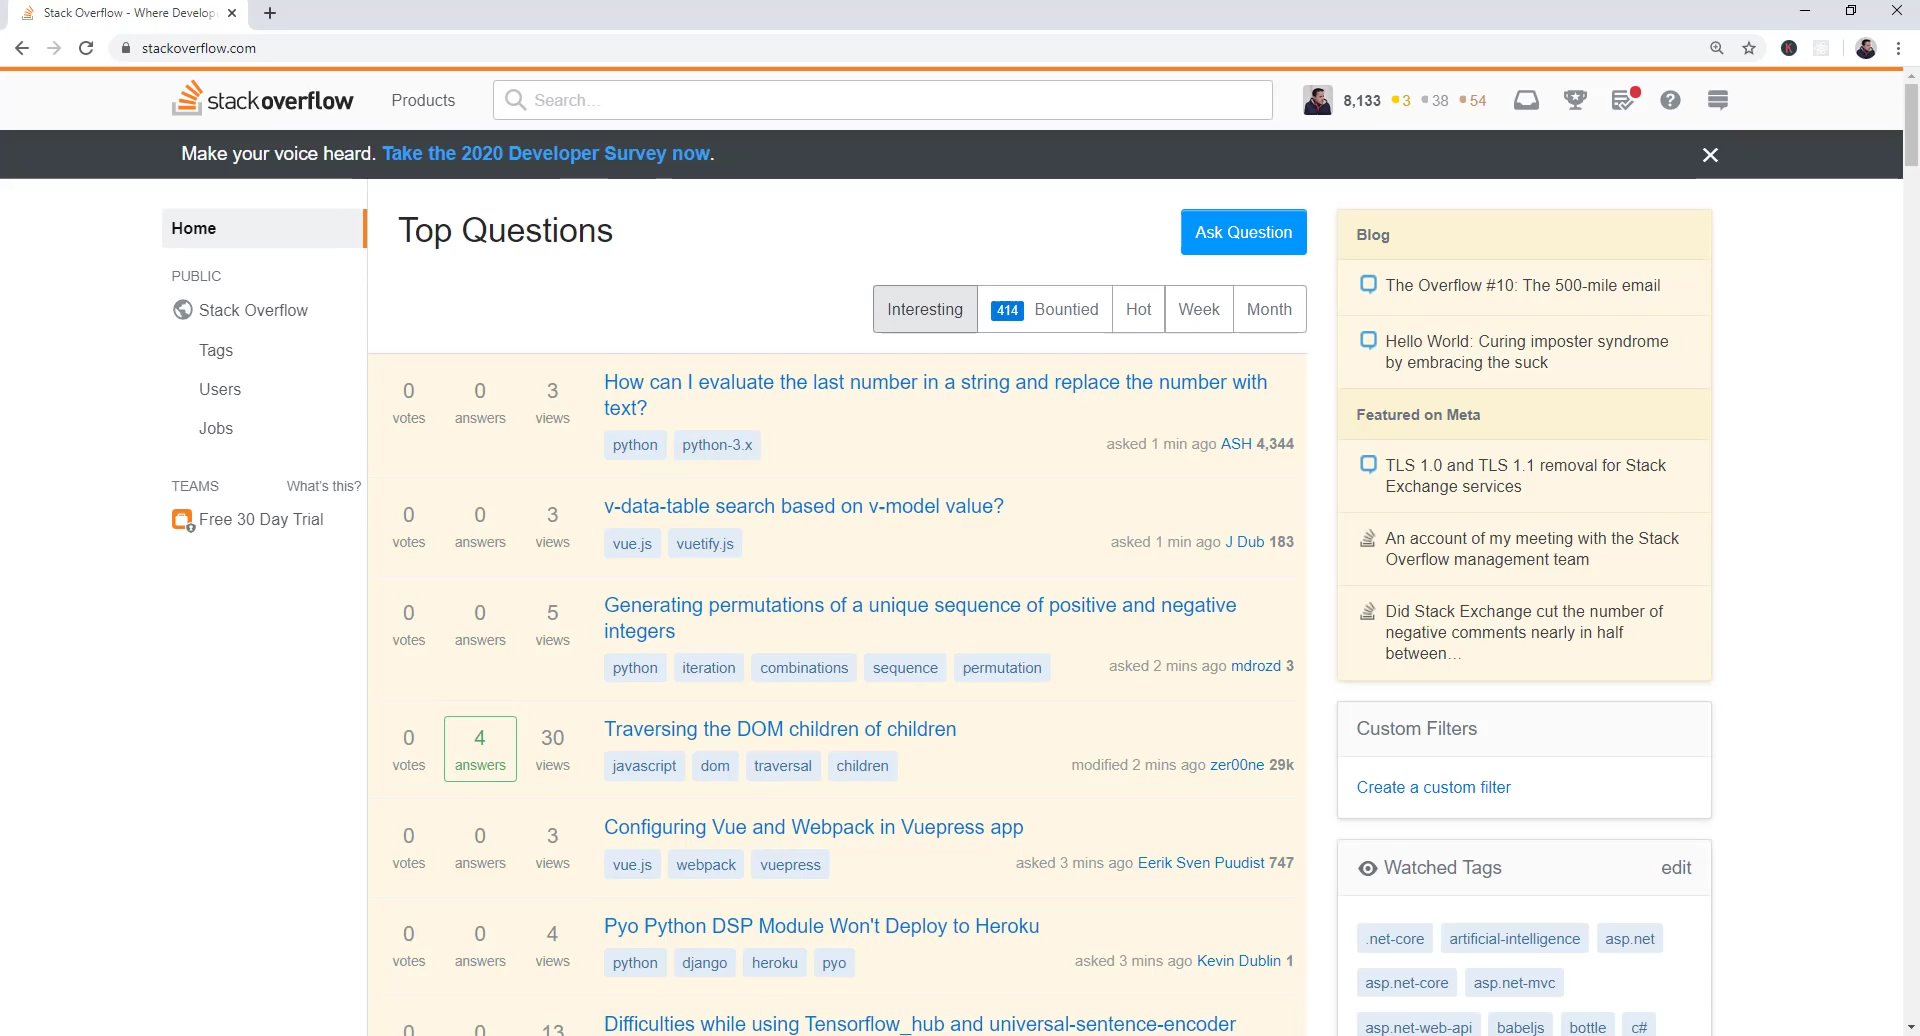 Stack Overflow - Where Develop
stackoverflow.com
K
stackoverflow
Products
Search...
8,133 3 38 54
Make your voice heard. Take the 2020 Developer Survey now.
Home
PUBLIC
Stack Overflow
Tags
Users
Jobs
TEAMS
What's this?
Free 30 Day Trial
Top Questions
Ask Question
Interesting
414 Bountied
Hot
Week
Month
0 votes
0 answers
3 views
How can I evaluate the last number in a string and replace the number with
text?
python python-3.x
asked 1 min ago ASH 4,344
0 votes
0 answers
3 views
v-data-table search based on v-model value?
vue.js vuetify.js
asked 1 min ago J Dub 183
0 votes
0 answers
5 views
Generating permutations of a unique sequence of positive and negative
integers
python iteration combinations sequence permutation
asked 2 mins ago mdrozd 3
0 votes
4 answers
30 views
Traversing the DOM children of children
javascript dom traversal children
modified 2 mins ago zer00ne 29k
0 votes
0 answers
3 views
Configuring Vue and Webpack in Vuepress app
vue.js webpack vuepress
asked 3 mins ago Eerik Sven Puudist 747
0 votes
0 answers
4 views
Pyo Python DSP Module Won't Deploy to Heroku
python django heroku pyo
asked 3 mins ago Kevin Dublin 1
0
0
13
Difficulties while using Tensorflow_hub and universal-sentence-encoder
Blog
The Overflow #10: The 500-mile email
Hello World: Curing imposter syndrome
by embracing the suck
Featured on Meta
TLS 1.0 and TLS 1.1 removal for Stack
Exchange services
An account of my meeting with the Stack
Overflow management team
Did Stack Exchange cut the number of
negative comments nearly in half
between…
Custom Filters
Create a custom filter
Watched Tags
edit
.net-core artificial-intelligence asp.net
asp.net-core asp.net-mvc
asp.net-web-api babeljs bottle c#